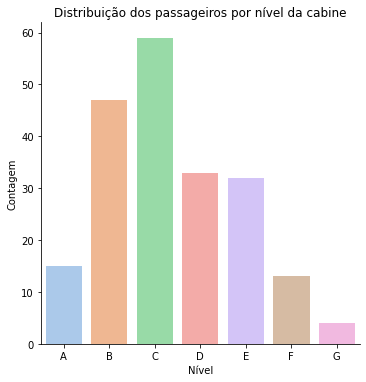 Distribuição dos passageiros por nível da cabine
60
50
40
30
20
10
0
Contagem
A B C D E F G
Nível